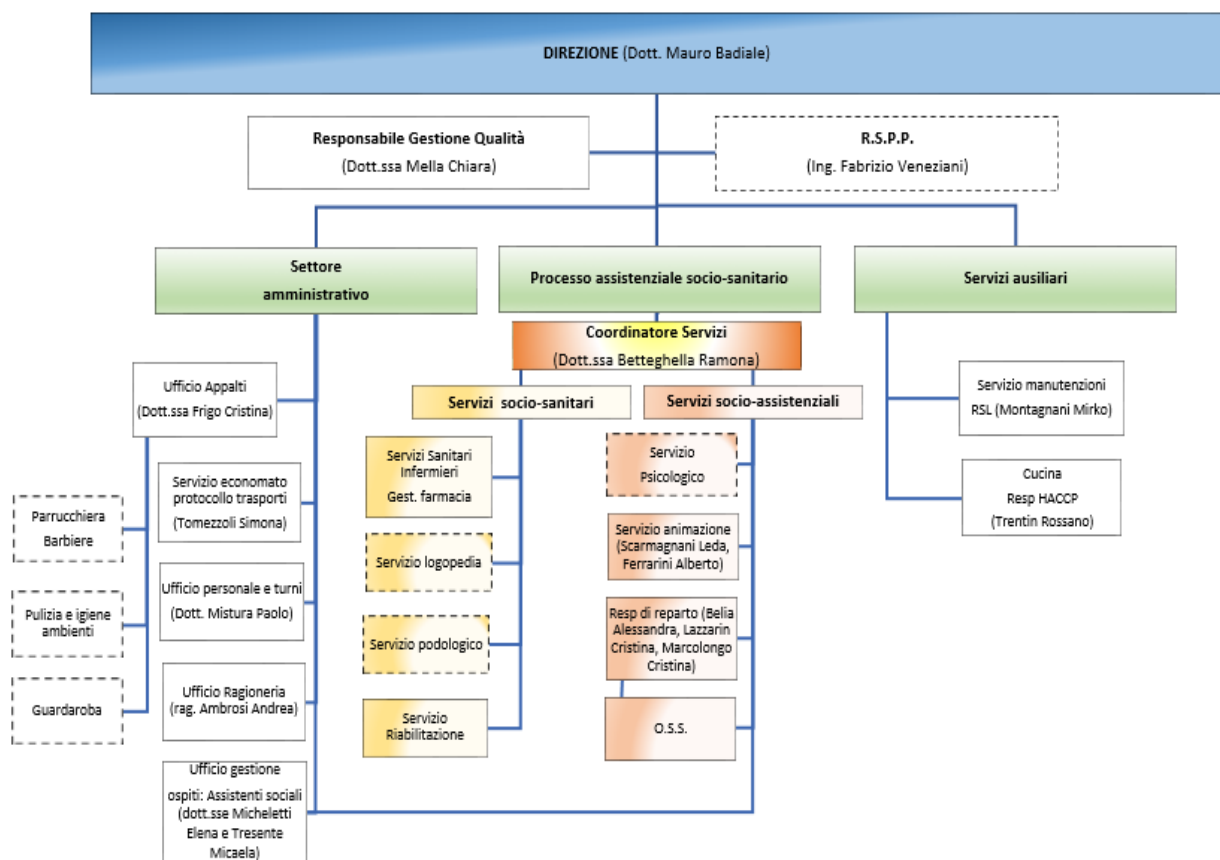 DIREZIONE (Dott. Mauro Badiale)
Responsabile Gestione Qualità
(Dott.ssa Mella Chiara)
R.S.P.P.
(Ing. Fabrizio Veneziani)
Settore
amministrativo
Processo assistenziale socio-sanitario
Servizi ausiliari
Coordinatore Servizi
(Dott.ssa Betteghella Ramona)
Ufficio Appalti
(Dott.ssa Frigo Cristina)
Servizi socio-sanitari
Servizi socio-assistenziali
Servizio manutenzioni
RSL (Montagnani Mirko)
Servizi Sanitari
Infermieri
Gest. farmacia
Servizio
Psicologico
Servizio economato
protocollo trasporti
(Tomezzoli Simona)
Cucina
Resp HACCP
(Trentin Rossano)
Parrucchiera
Barbiere
Servizio logopedia
Servizio animazione
(Scarmagnani Leda,
Ferrarini Alberto)
Ufficio personale e turni
(Dott. Mistura Paolo)
Pulizia e igiene
ambienti
Servizio podologico
Resp di reparto (Belia
Alessandra, Lazzarin
Cristina, Marcolongo
Cristina)
Guardaroba
Ufficio Ragioneria
(rag. Ambrosi Andrea)
Servizio
Riabilitazione
O.S.S.
Ufficio gestione
ospiti: Assistenti sociali
(dott.sse Micheletti
Elena e Tresente
Micaela)